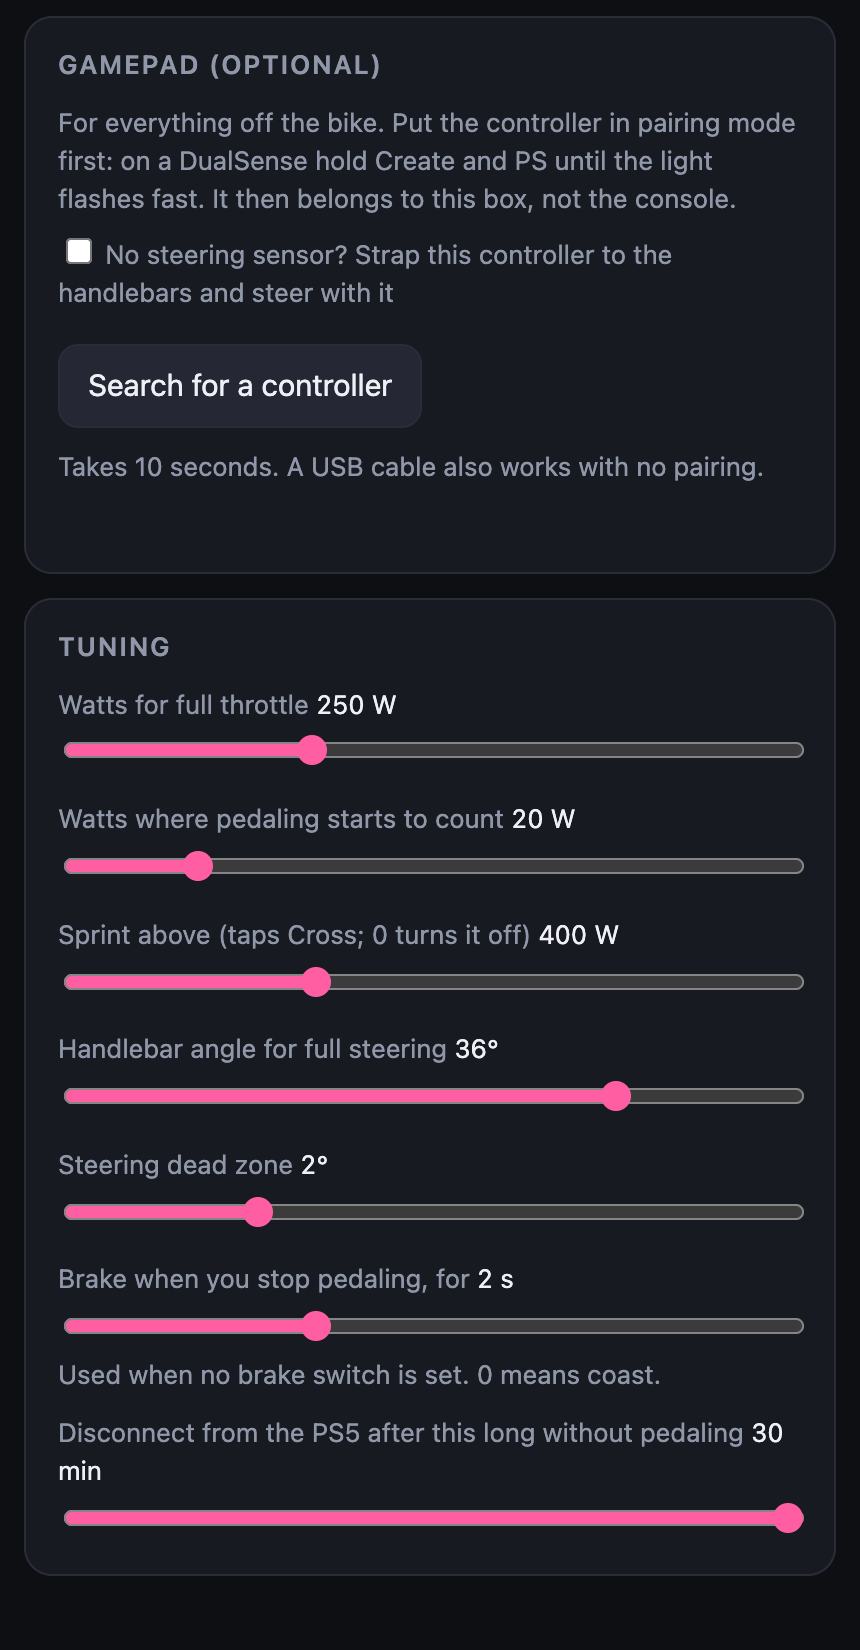 GAMEPAD (OPTIONAL)
For everything off the bike. Put the controller in pairing mode
first: on a DualSense hold Create and PS until the light
flashes fast. It then belongs to this box, not the console.
No steering sensor? Strap this controller to the
handlebars and steer with it
Search for a controller
Takes 10 seconds. A USB cable also works with no pairing.
TUNING
Watts for full throttle 250 W
Watts where pedaling starts to count 20 W
Sprint above (taps Cross; 0 turns it off) 400 W
Handlebar angle for full steering 36°
Steering dead zone 2°
Brake when you stop pedaling, for 2 s
Used when no brake switch is set. 0 means coast.
Disconnect from the PS5 after this long without pedaling 30
min